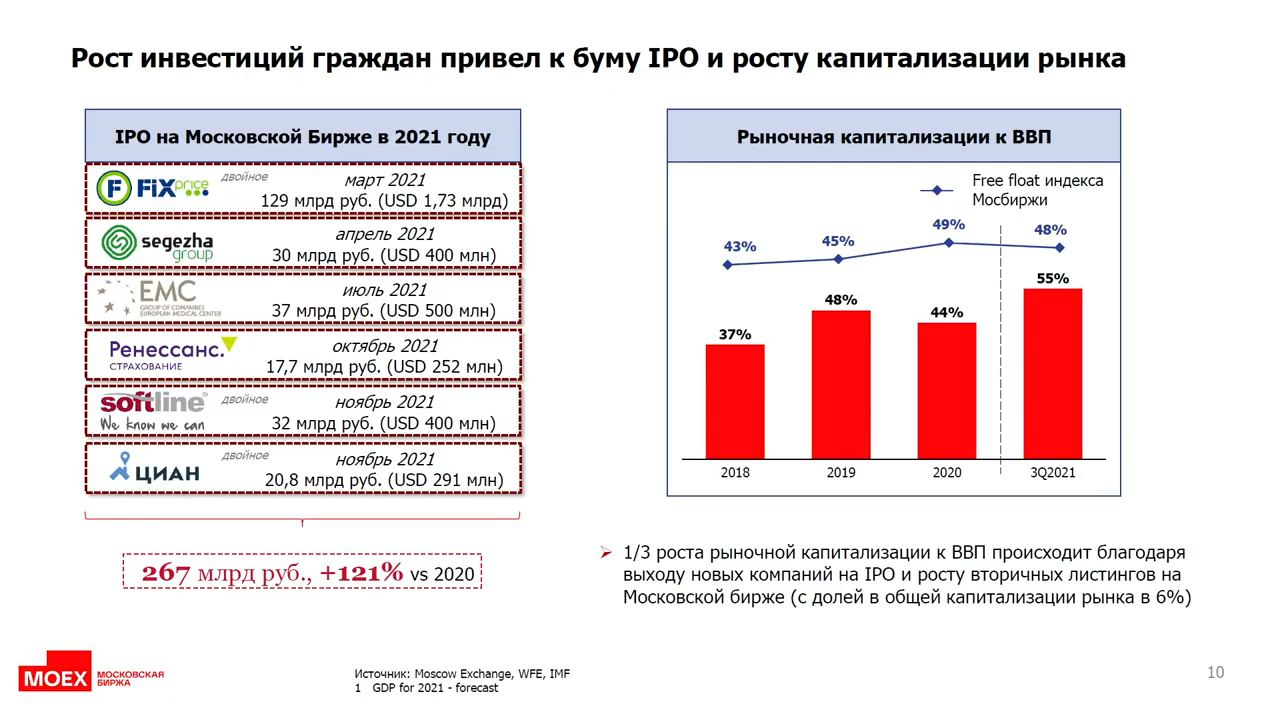 Рост инвестиций граждан привел к буму IPO и росту капитализации рынка
IPO на Московской Бирже в 2021 году
FiX price
двойное
март 2021
129 млрд руб. (USD 1,73 млрд)
segezha
group
апрель 2021
30 млрд руб. (USD 400 млн)
EMC
GROUP OF COMPANIES
EUROPEAN MEDICAL CENTER
июль 2021
37 млрд руб. (USD 500 млн)
Ренессанс.
СТРАХОВАНИЕ
октябрь 2021
17,7 млрд руб. (USD 252 млн)
softline®
We know we can
двойное
ноябрь 2021
32 млрд руб. (USD 400 млн)
ЦИАН
двойное
ноябрь 2021
20,8 млрд руб. (USD 291 млн)
267 млрд руб., +121% vs 2020
Рыночная капитализации к ВВП
Free float индекса
Мосбиржи
43%
45%
49%
48%
37%
48%
44%
55%
2018
2019
2020
3Q2021
1/3 роста рыночной капитализации к ВВП происходит благодаря
выходу новых компаний на IPO и росту вторичных листингов на
Московской бирже (с долей в общей капитализации рынка в 6%)
MOEX
МОСКОВСКАЯ
БИРЖА
Источник: Moscow Exchange, WFE, IMF
1 GDP for 2021 - forecast
10